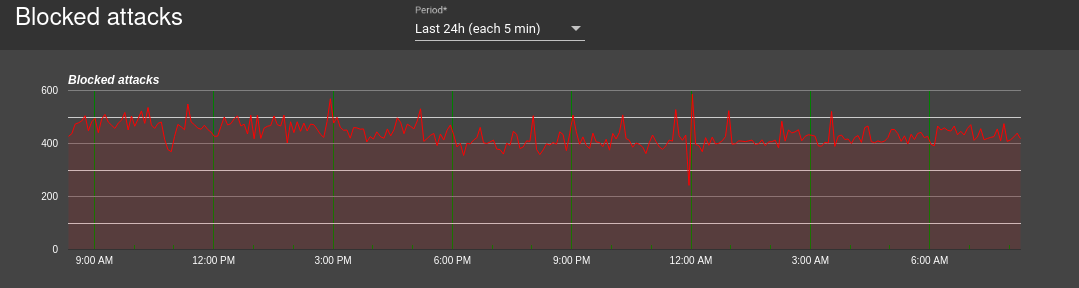 Blocked attacks
Period*
Last 24h (each 5 min)
Blocked attacks
600
400
200
0
9:00 AM 12:00 PM 3:00 PM 6:00 PM 9:00 PM 12:00 AM 3:00 AM 6:00 AM